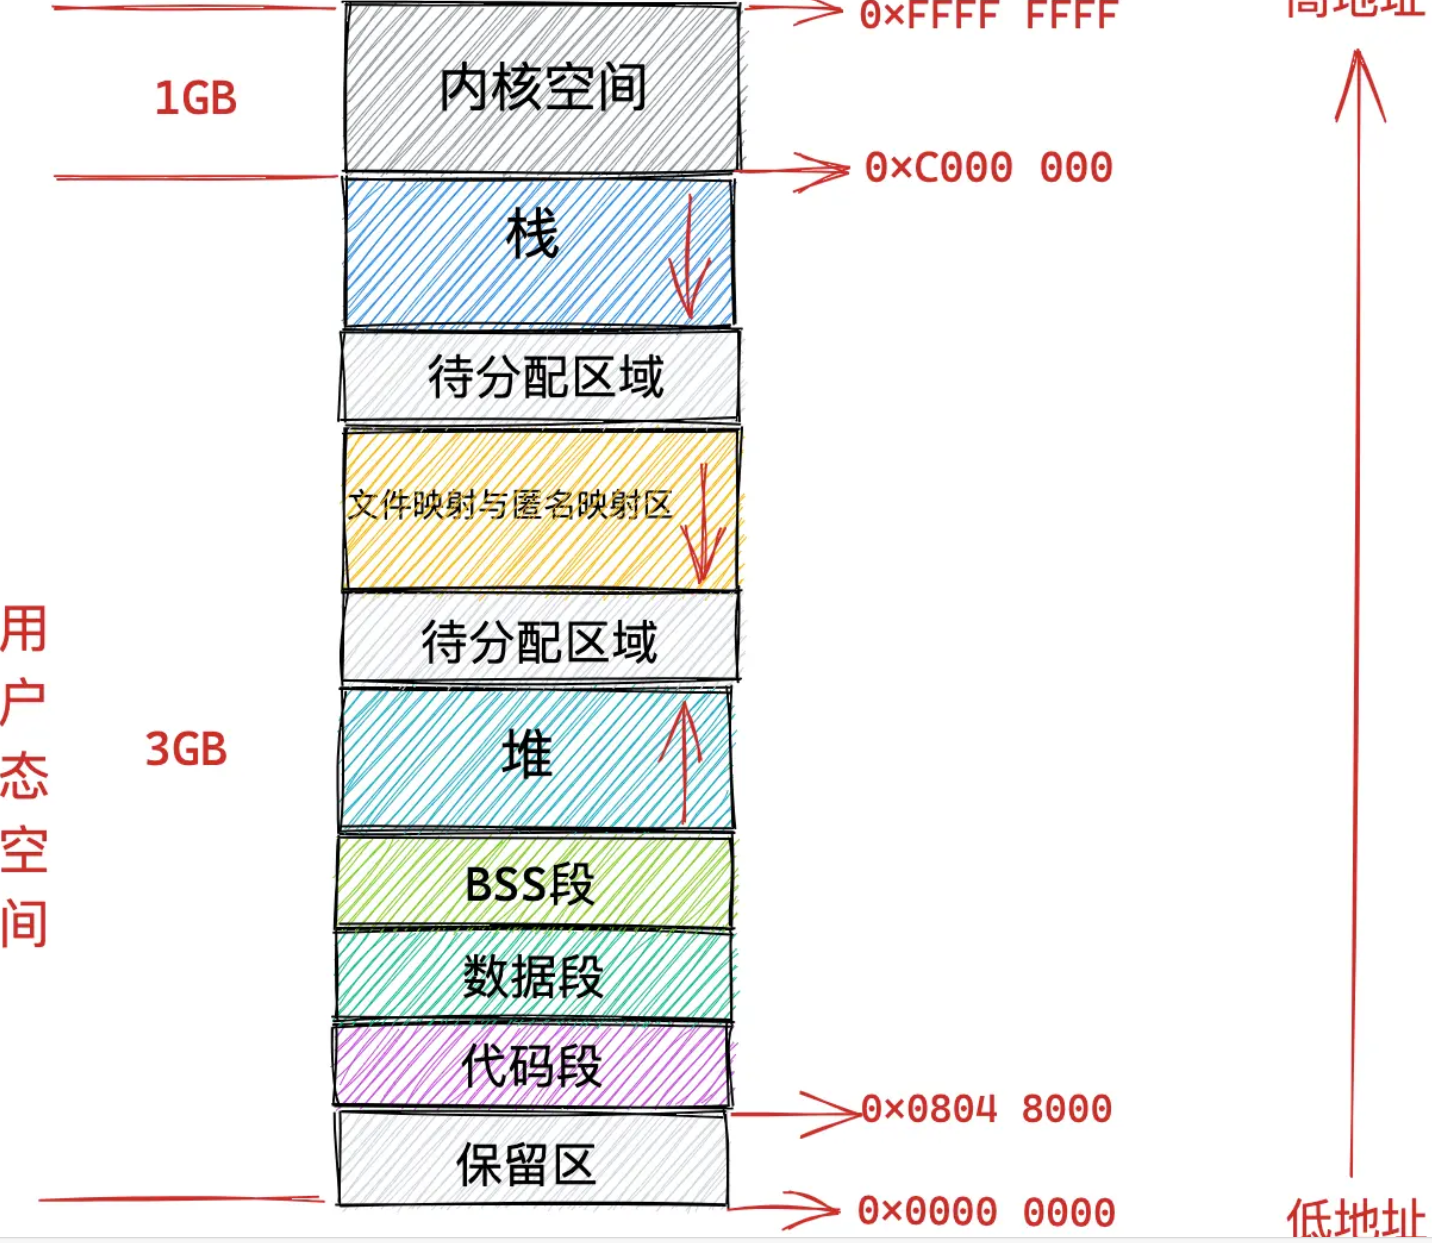 高地址
0×FFFF FFFF
内核空间
1GB
0×C000 000
栈
待分配区域
文件映射与匿名映射区
待分配区域
用户态空间
3GB
堆
BSS段
数据段
代码段
0×0804 8000
保留区
0×0000 0000
低地址